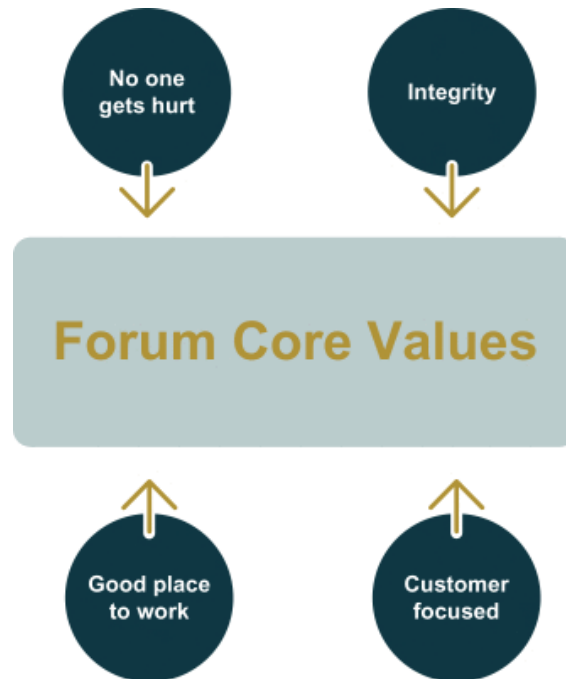 No one
gets hurt
Integrity
Forum Core Values
Good place
to work
Customer
focused